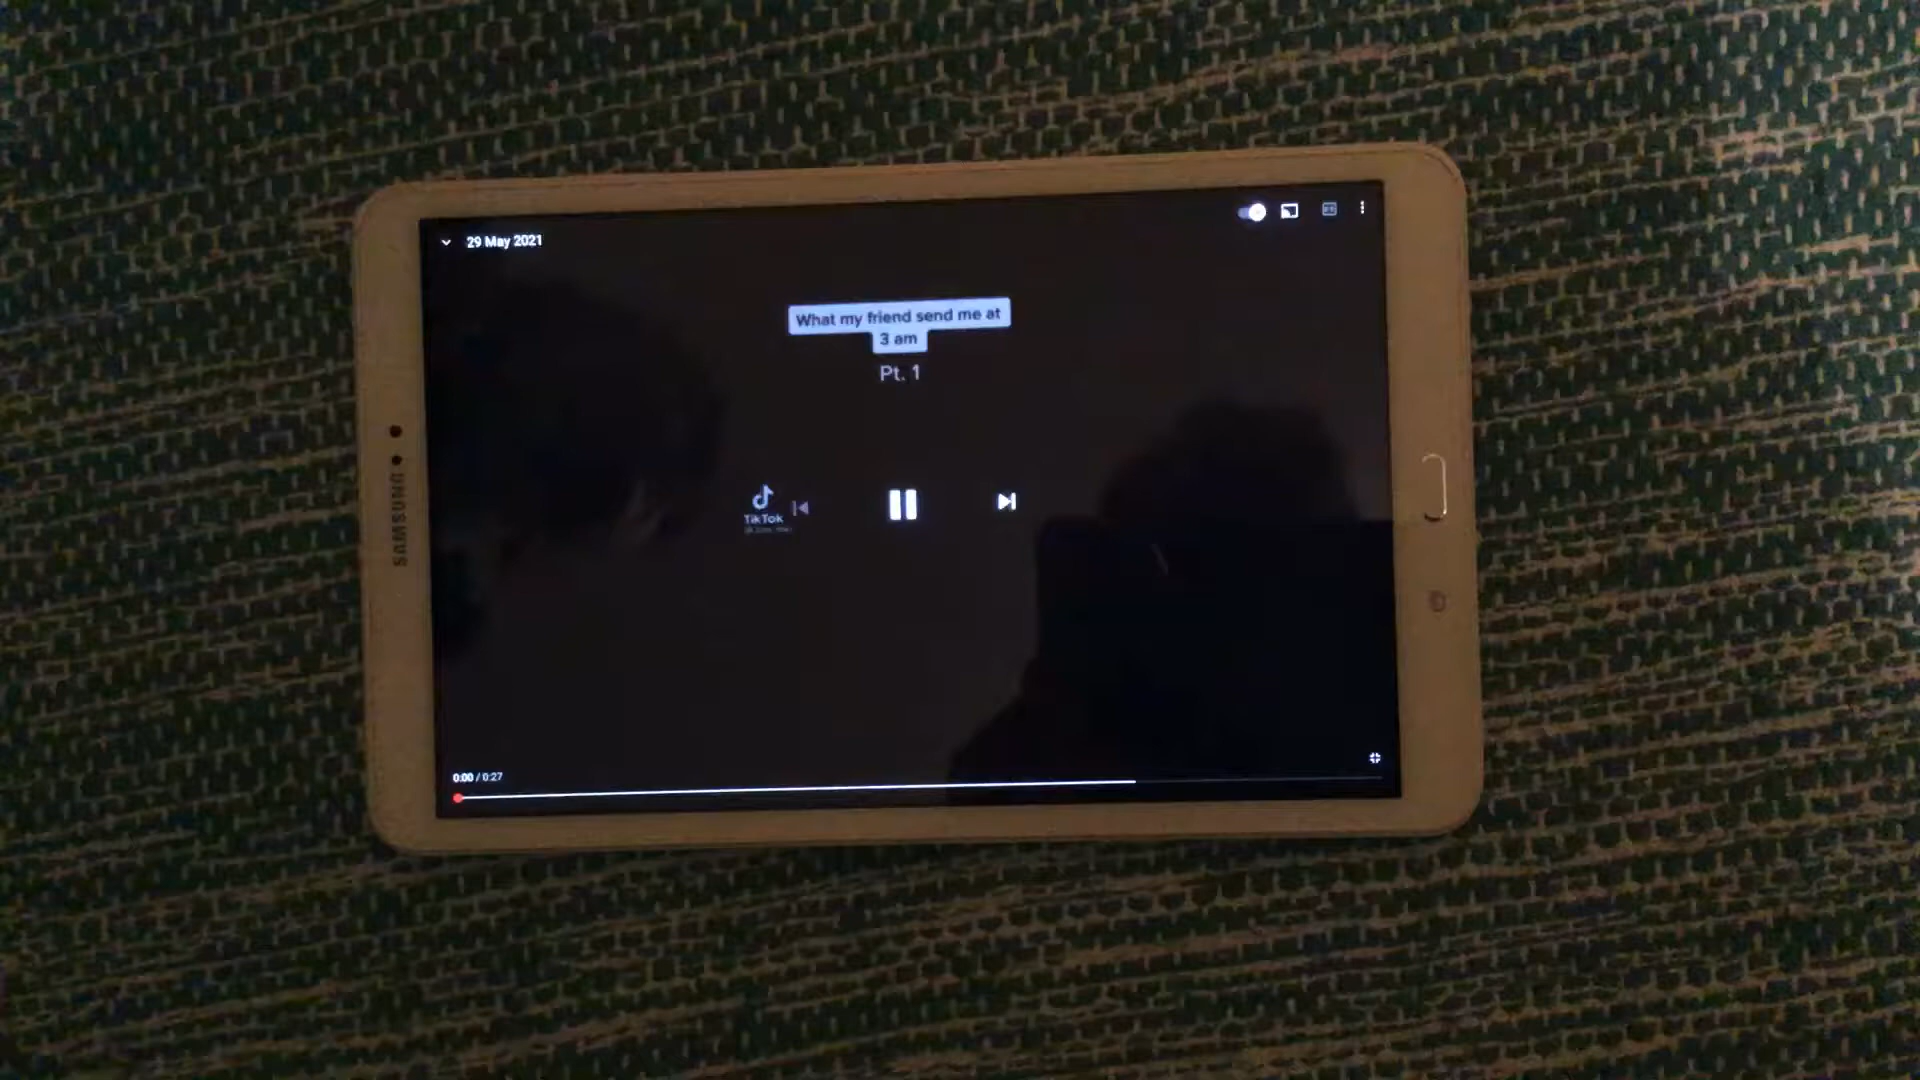 29 May 2021
What my friend send me at
3 am
Pt. 1
TikTok
0:00 / 0:27
SAMSUNG